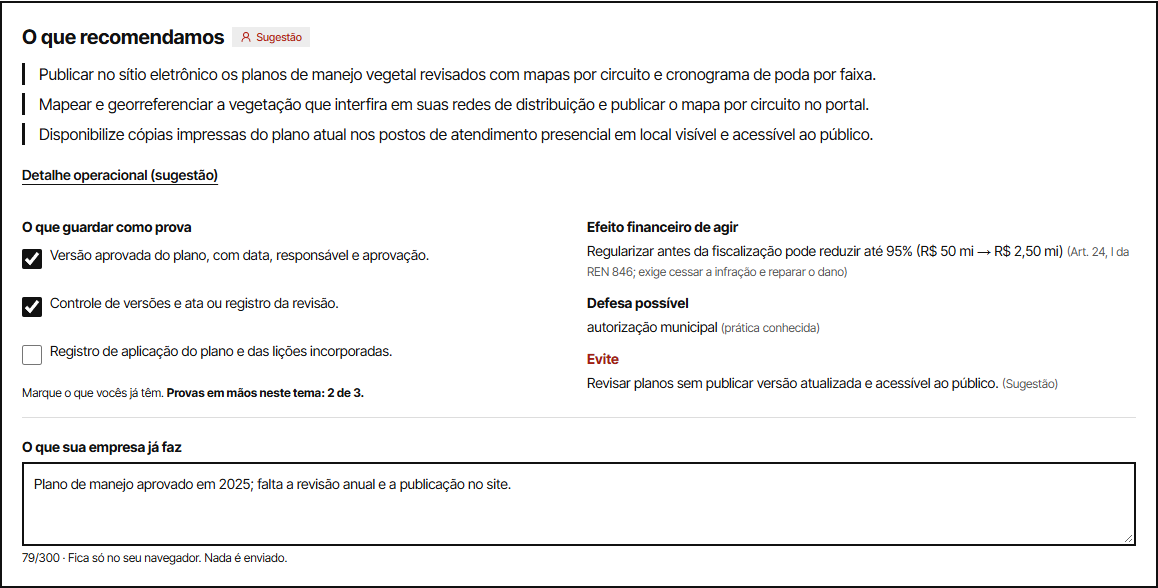 O que recomendamos Sugestão
Publicar no sítio eletrônico os planos de manejo vegetal revisados com mapas por circuito e cronograma de poda por faixa.
Mapear e georreferenciar a vegetação que interfira em suas redes de distribuição e publicar o mapa por circuito no portal.
Disponibilize cópias impressas do plano atual nos postos de atendimento presencial em local visível e acessível ao público.
Detalhe operacional (sugestão)
O que guardar como prova
Versão aprovada do plano, com data, responsável e aprovação.
Controle de versões e ata ou registro da revisão.
Registro de aplicação do plano e das lições incorporadas.
Marque o que vocês já têm. Provas em mãos neste tema: 2 de 3.
Efeito financeiro de agir
Regularizar antes da fiscalização pode reduzir até 95% (R$ 50 mi → R$ 2,50 mi) (Art. 24, I da
REN 846; exige cessar a infração e reparar o dano)
Defesa possível
autorização municipal (prática conhecida)
Evite
Revisar planos sem publicar versão atualizada e acessível ao público. (Sugestão)
O que sua empresa já faz
Plano de manejo aprovado em 2025; falta a revisão anual e a publicação no site.
79/300 · Fica só no seu navegador. Nada é enviado.